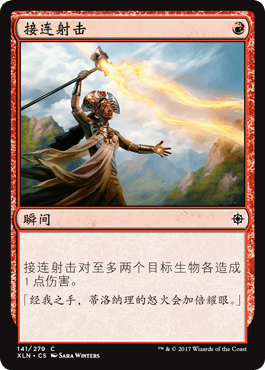 接连射击
瞬间
接连射击对至多两个目标生物各造成
1点伤害。
「经我之手，蒂洛纳理的怒火会加倍耀眼。」
141/279 C
XLN • CS SARA WINTERS
™ & © 2017 Wizards of the Coast